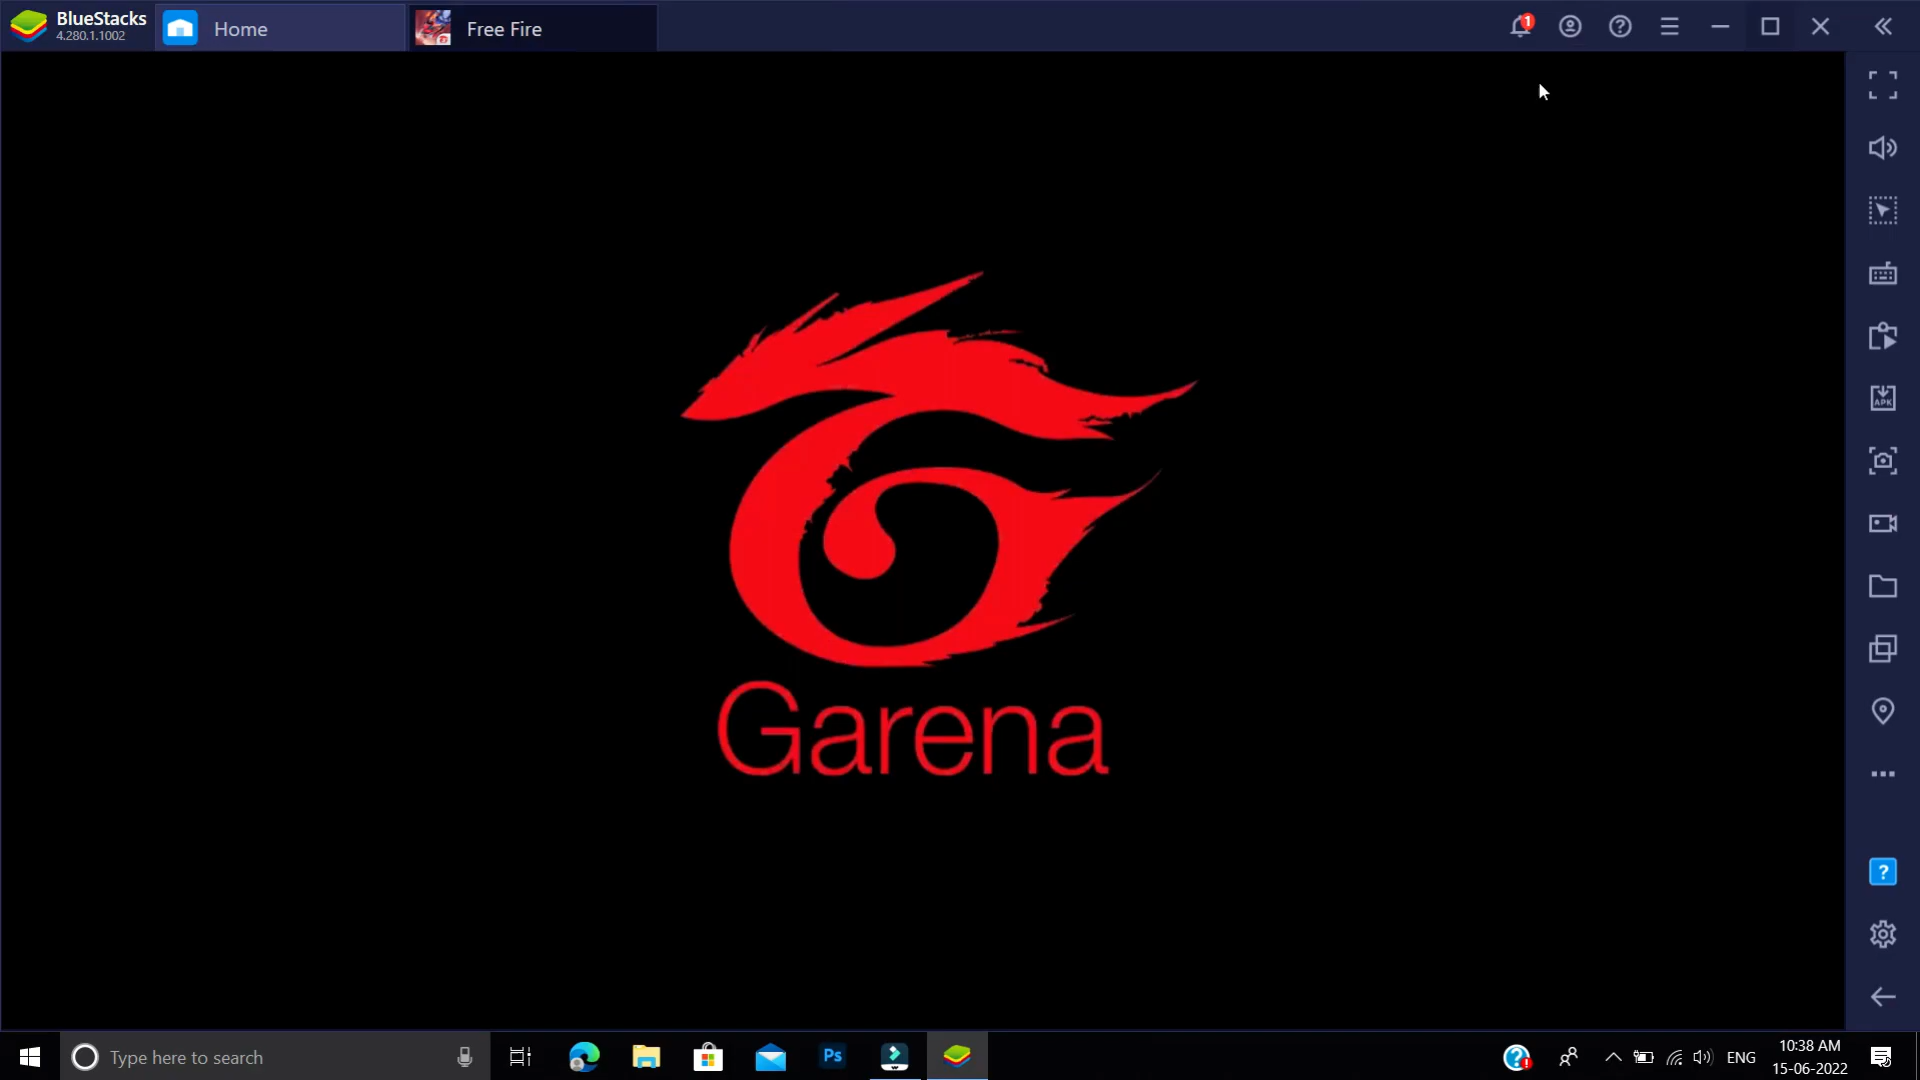 BlueStacks
4.280.1.1002
Home
Free Fire
1
APK
Garena
?
Type here to search
Ps
ENG
10:38 AM
15-06-2022